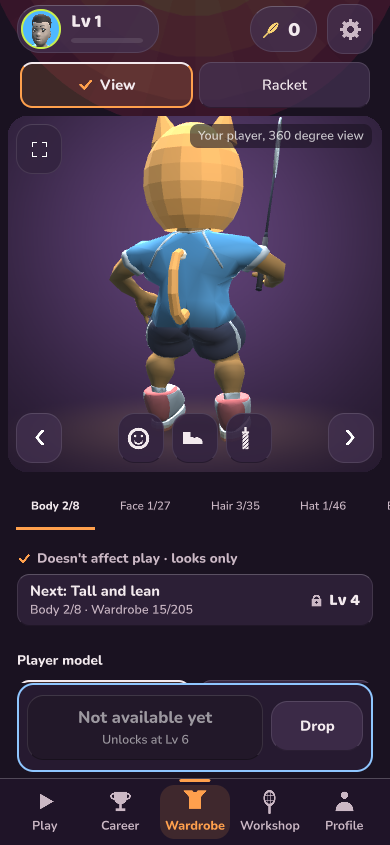 Lv 1
0
View
Racket
Your player, 360 degree view
Body 2/8
Face 1/27
Hair 3/35
Hat 1/46
Doesn't affect play · looks only
Next: Tall and lean
Body 2/8 · Wardrobe 15/205
Lv 4
Player model
Not available yet
Unlocks at Lv 6
Drop
Play
Career
Wardrobe
Workshop
Profile